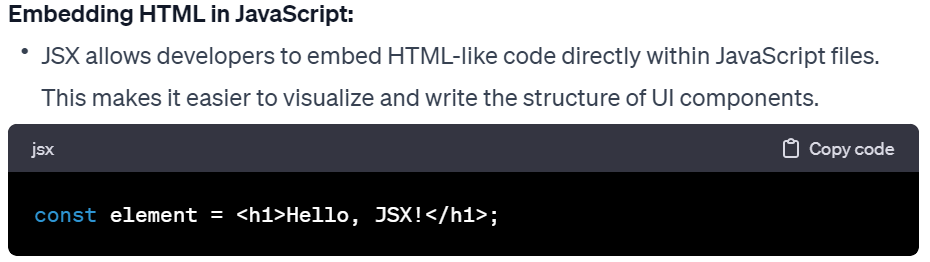 Embedding HTML in JavaScript:
• JSX allows developers to embed HTML-like code directly within JavaScript files.
This makes it easier to visualize and write the structure of UI components.
jsx Copy code
const element = <h1>Hello, JSX!</h1>;